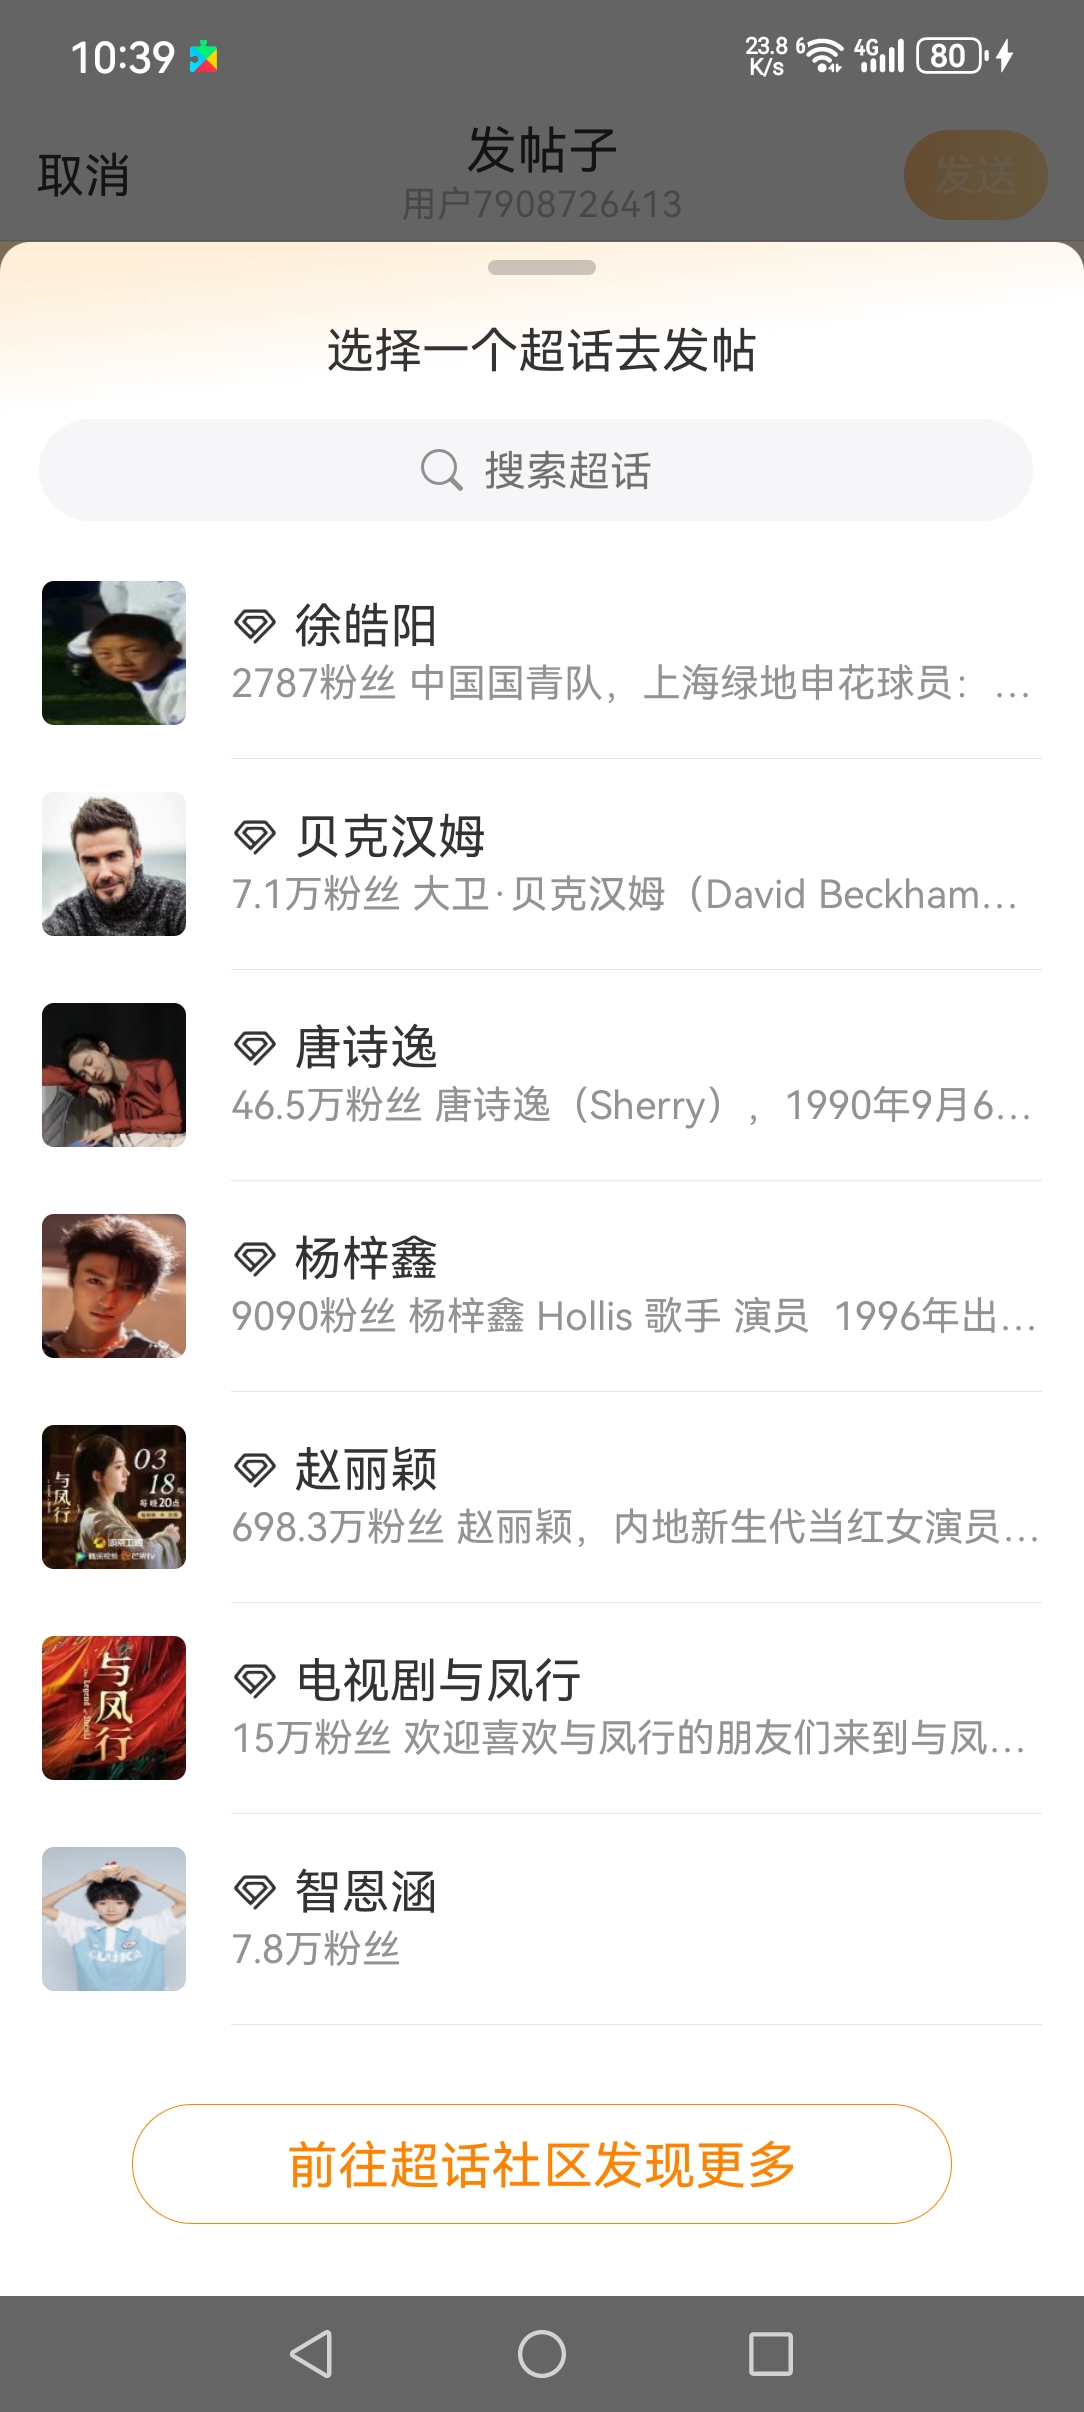 10:39
23.8 K/s 6 4G 80
发帖子
取消
用户7908726413
发送
选择一个超话去发帖
搜索超话
徐皓阳
2787粉丝 中国国青队，上海绿地申花球员：...
贝克汉姆
7.1万粉丝 大卫·贝克汉姆（David Beckham...
唐诗逸
46.5万粉丝 唐诗逸（Sherry），1990年9月6...
杨梓鑫
9090粉丝 杨梓鑫 Hollis 歌手 演员 1996年出...
03
18
每晚20点
与凤行
赵丽颖
698.3万粉丝 赵丽颖，内地新生代当红女演员...
与凤行
电视剧与凤行
15万粉丝 欢迎喜欢与凤行的朋友们来到与凤...
智恩涵
7.8万粉丝
前往超话社区发现更多